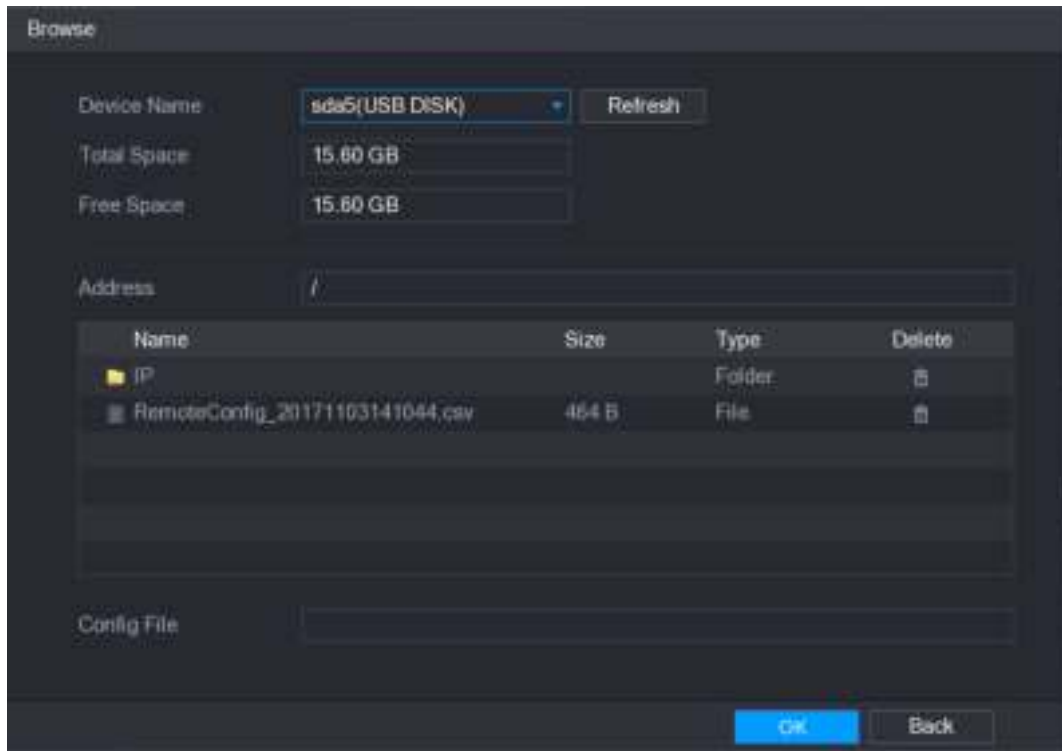 Browse
Device Name sda5(USB DISK) Refresh
Total Space 15.60 GB
Free Space 15.60 GB
Address /
Name Size Type Delete
IP Folder
RemoteConfig_20171103141044.csv 464 B File
Config File
OK Back